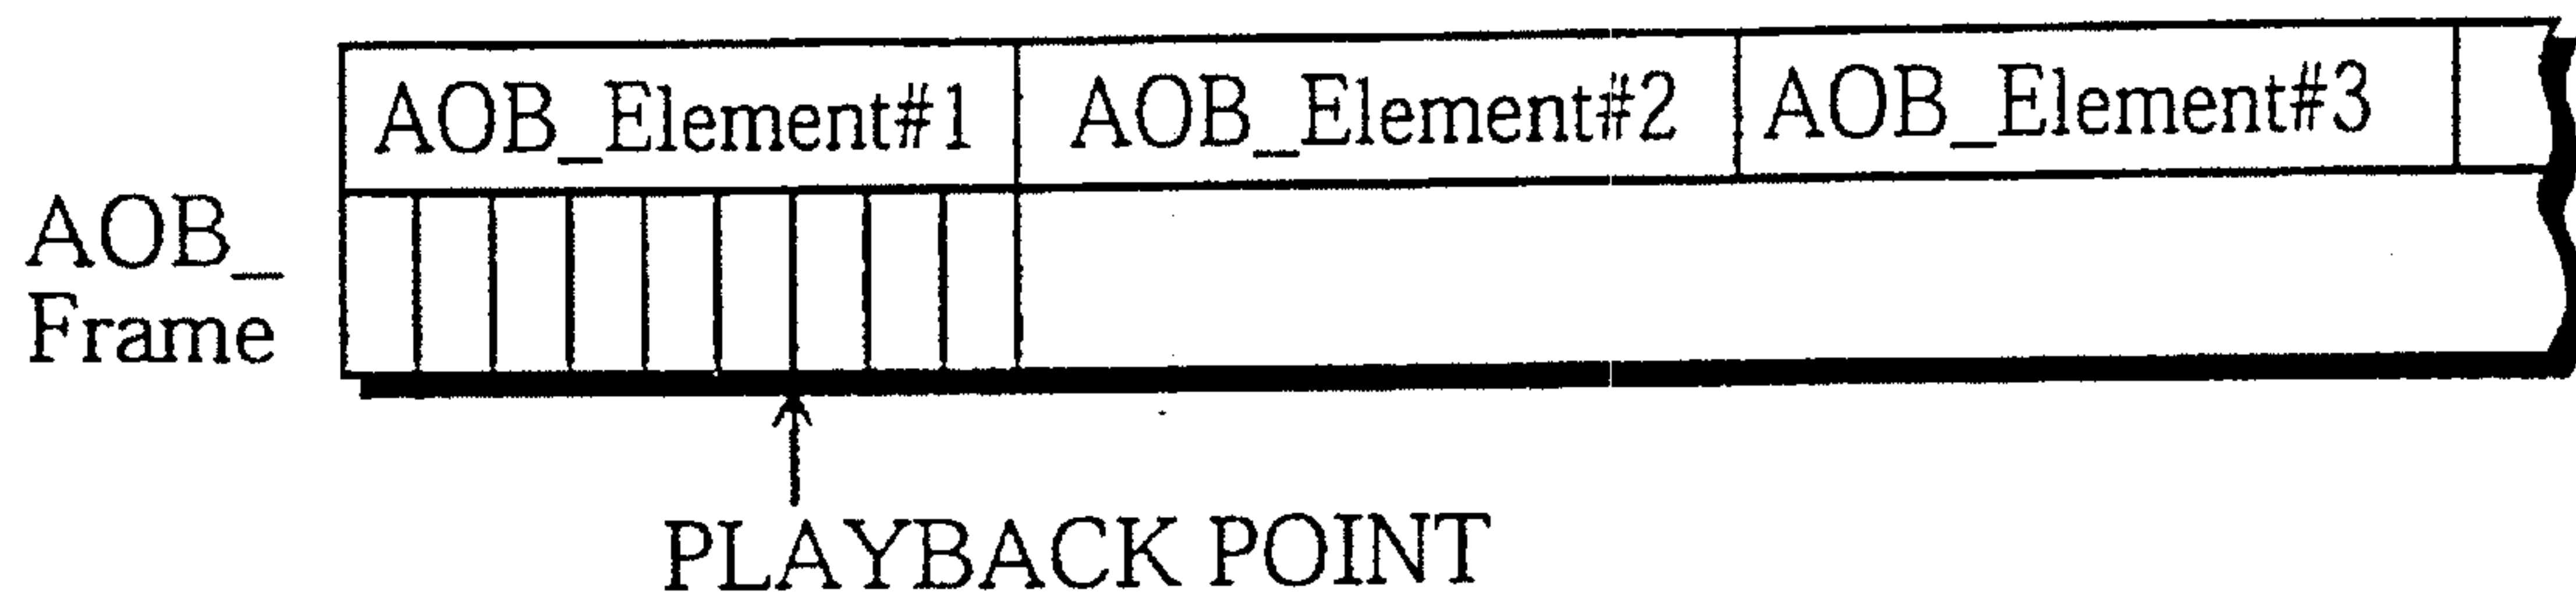 AOB_Element#1 AOB_Element#2 AOB_Element#3
AOB_
Frame
PLAYBACK POINT